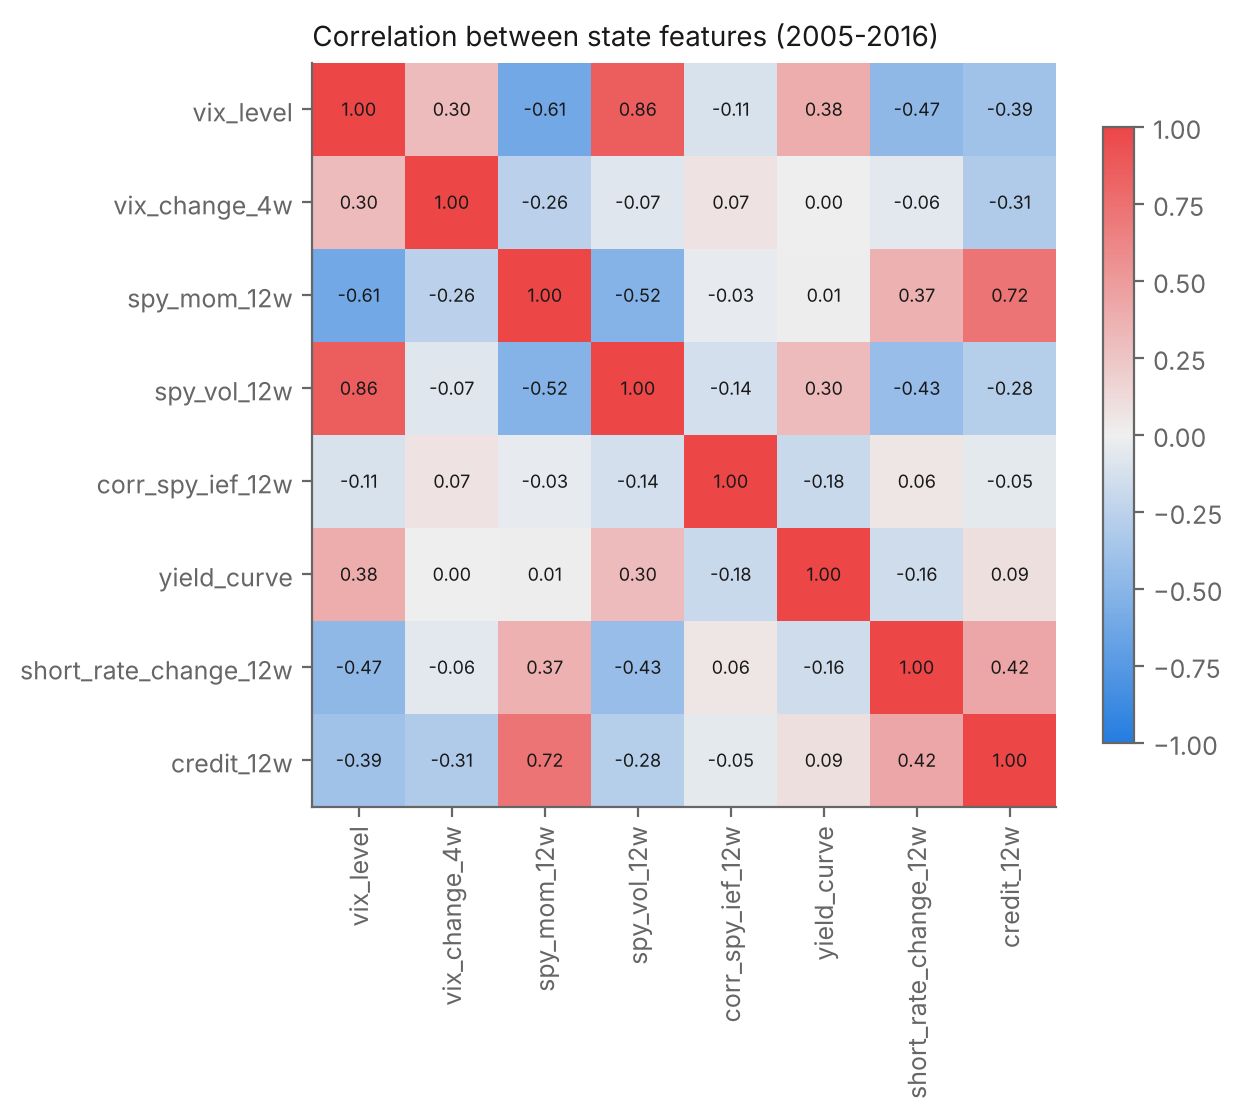 Correlation between state features (2005-2016)
vix_level 1.00 0.30 -0.61 0.86 -0.11 0.38 -0.47 -0.39
vix_change_4w 0.30 1.00 -0.26 -0.07 0.07 0.00 -0.06 -0.31
spy_mom_12w -0.61 -0.26 1.00 -0.52 -0.03 0.01 0.37 0.72
spy_vol_12w 0.86 -0.07 -0.52 1.00 -0.14 0.30 -0.43 -0.28
corr_spy_ief_12w -0.11 0.07 -0.03 -0.14 1.00 -0.18 0.06 -0.05
yield_curve 0.38 0.00 0.01 0.30 -0.18 1.00 -0.16 0.09
short_rate_change_12w -0.47 -0.06 0.37 -0.43 0.06 -0.16 1.00 0.42
credit_12w -0.39 -0.31 0.72 -0.28 -0.05 0.09 0.42 1.00
vix_level
vix_change_4w
spy_mom_12w
spy_vol_12w
corr_spy_ief_12w
yield_curve
short_rate_change_12w
credit_12w
1.00
0.75
0.50
0.25
0.00
−0.25
−0.50
−0.75
−1.00